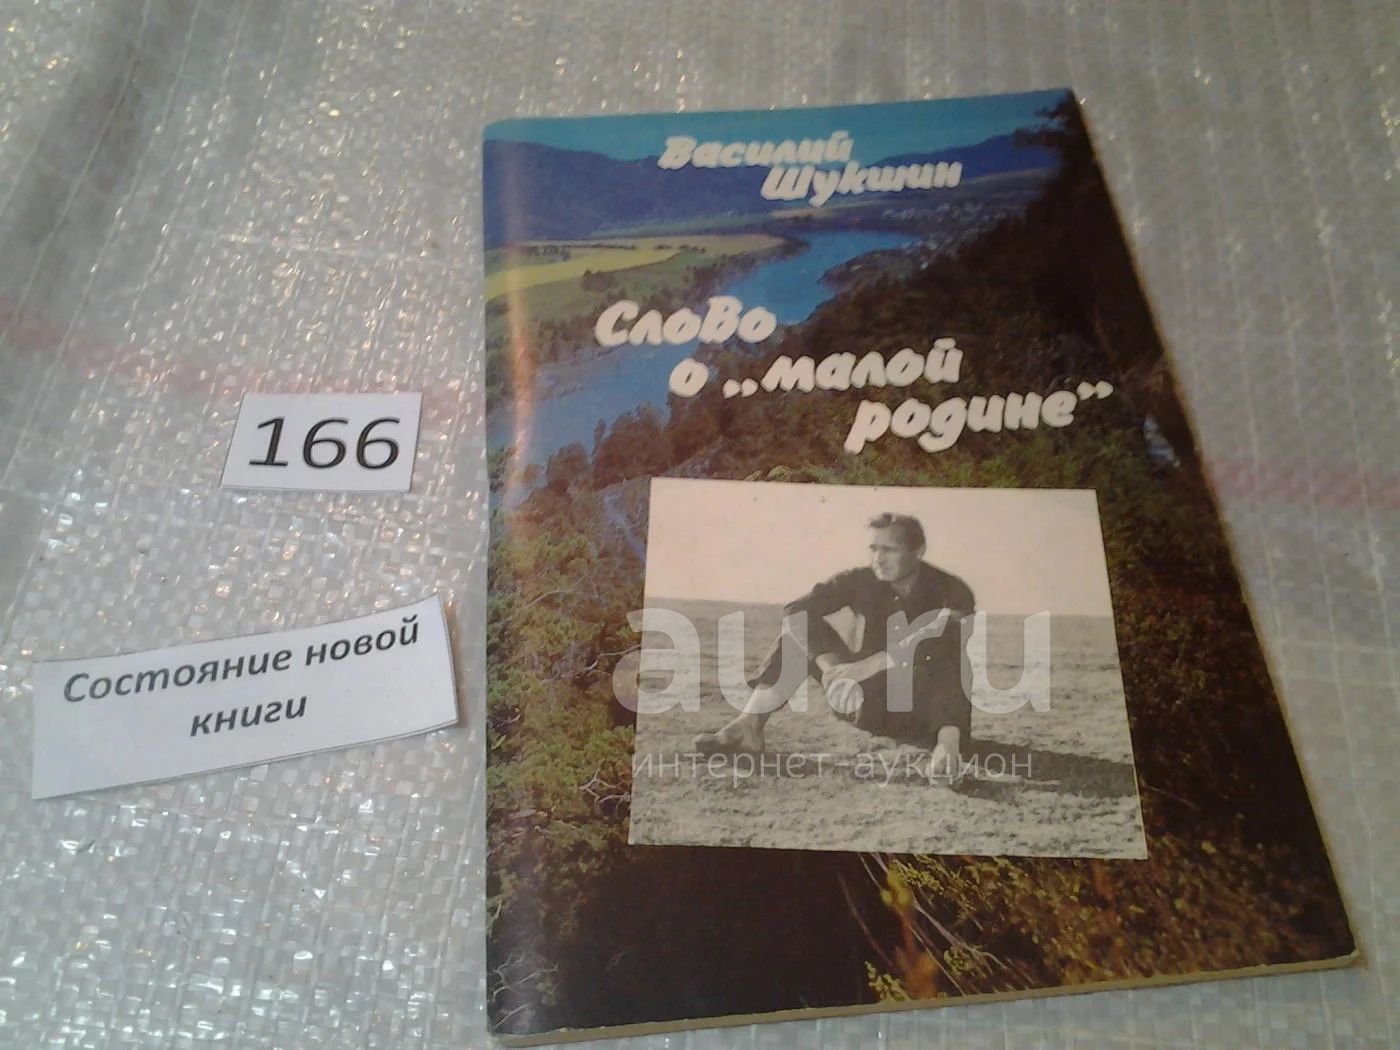 Василий
Шукшин
Слово
о „малой
родине"
166
Состояние новой
книги
au.ru
интернет-аукцион